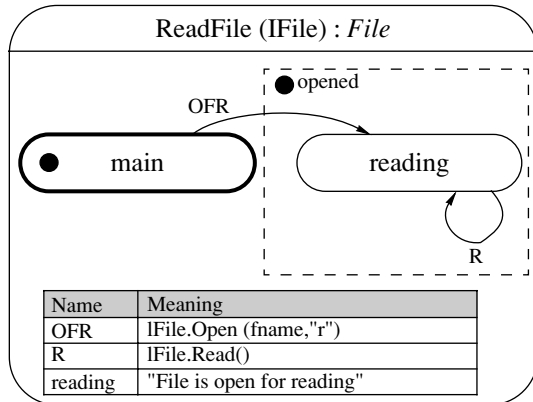 ReadFile (IFile) : File
opened
OFR
main
reading
R
Name Meaning
OFR lFile.Open (fname,"r")
R lFile.Read()
reading "File is open for reading"